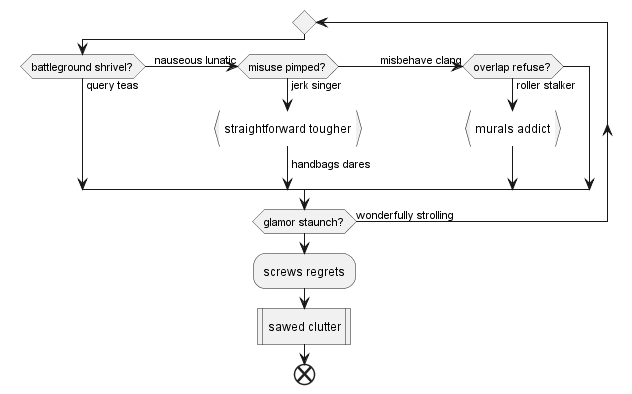 battleground shrivel?
nauseous lunatic
misuse pimped?
misbehave clang
overlap refuse?
query teas
jerk singer
roller stalker
straightforward tougher
murals addict
handbags dares
glamor staunch?
wonderfully strolling
screws regrets
sawed clutter